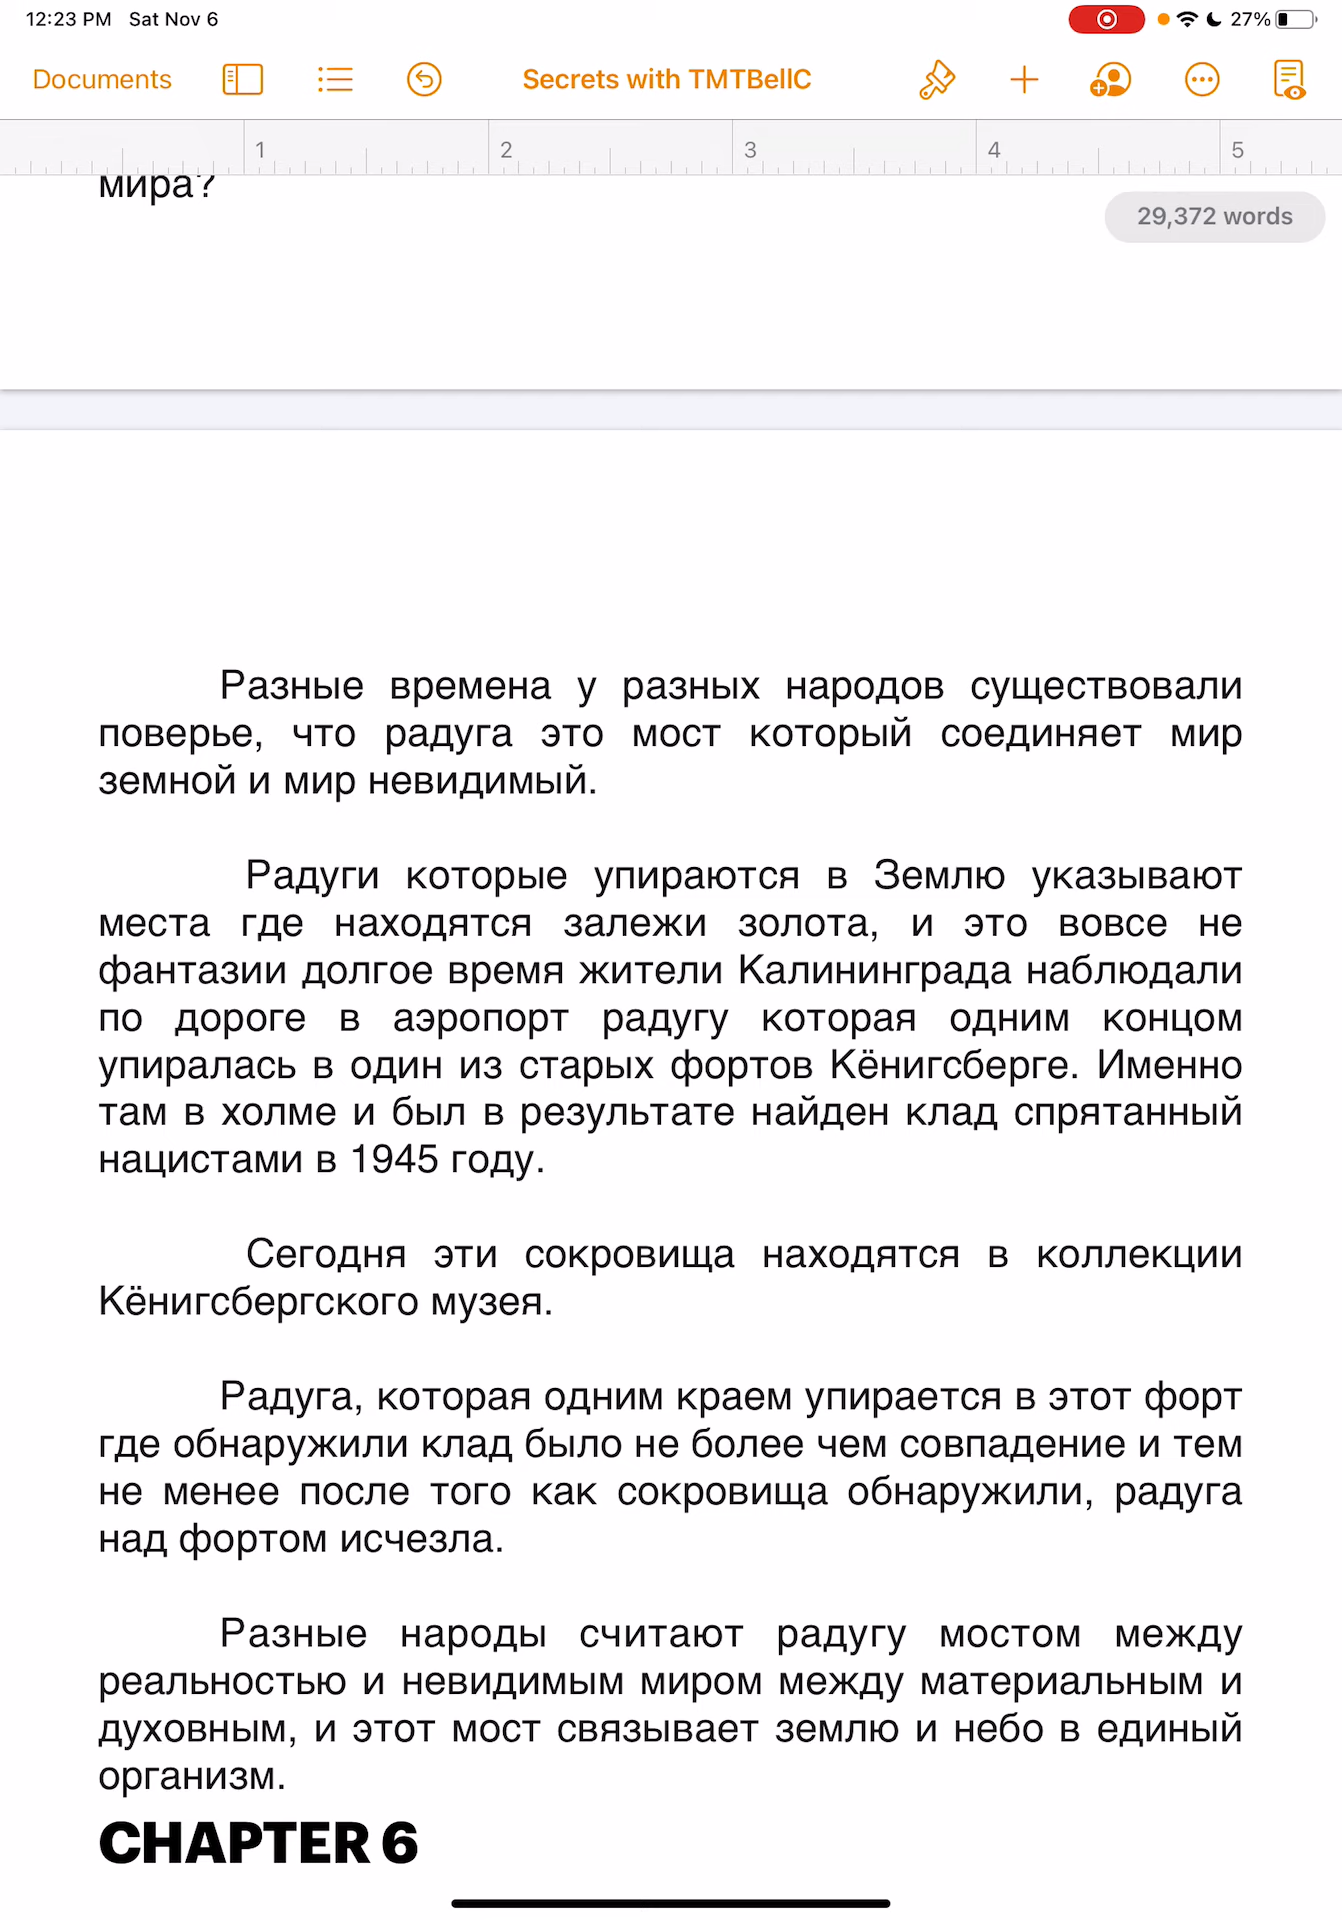 12:23 PM Sat Nov 6 27%
Documents Secrets with TMTBellC
1 2 3 4 5
мира?
29,372 words
Разные времена у разных народов существовали
поверье, что радуга это мост который соединяет мир
земной и мир невидимый.
Радуги которые упираются в Землю указывают
места где находятся залежи золота, и это вовсе не
фантазии долгое время жители Калининграда наблюдали
по дороге в аэропорт радугу которая одним концом
упиралась в один из старых фортов Кёнигсберге. Именно
там в холме и был в результате найден клад спрятанный
нацистами в 1945 году.
Сегодня эти сокровища находятся в коллекции
Кёнигсбергского музея.
Радуга, которая одним краем упирается в этот форт
где обнаружили клад было не более чем совпадение и тем
не менее после того как сокровища обнаружили, радуга
над фортом исчезла.
Разные народы считают радугу мостом между
реальностью и невидимым миром между материальным и
духовным, и этот мост связывает землю и небо в единый
организм.
CHAPTER 6